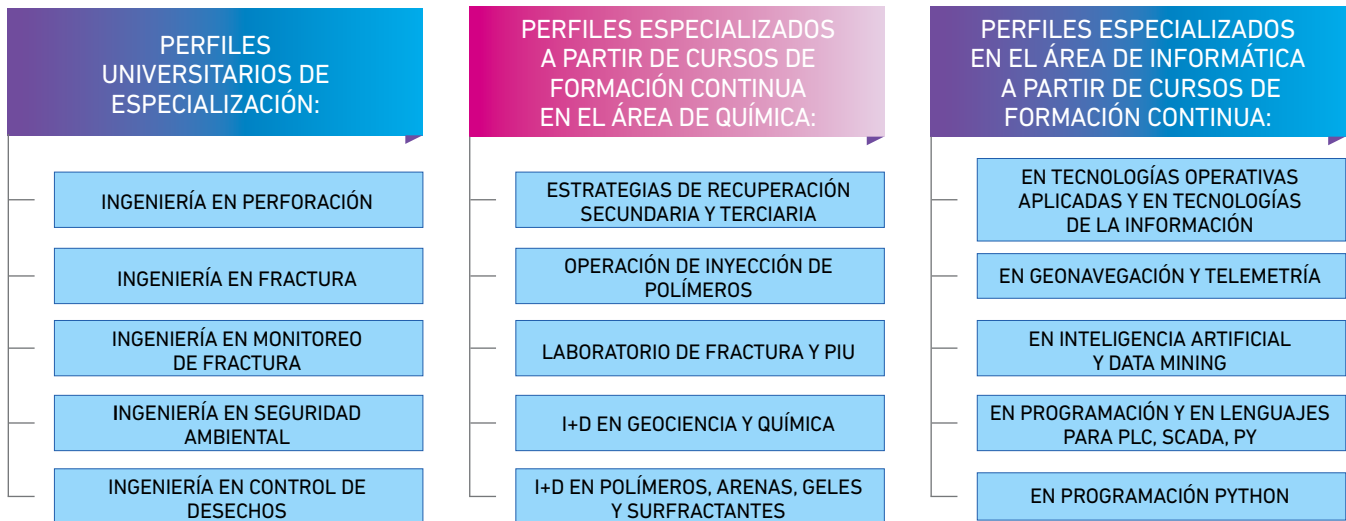 PERFILES
UNIVERSITARIOS DE
ESPECIALIZACIÓN:
INGENIERÍA EN PERFORACIÓN
INGENIERÍA EN FRACTURA
INGENIERÍA EN MONITOREO
DE FRACTURA
INGENIERÍA EN SEGURIDAD
AMBIENTAL
INGENIERÍA EN CONTROL DE
DESECHOS
PERFILES ESPECIALIZADOS
A PARTIR DE CURSOS DE
FORMACIÓN CONTINUA
EN EL ÁREA DE QUÍMICA:
ESTRATEGIAS DE RECUPERACIÓN
SECUNDARIA Y TERCIARIA
OPERACIÓN DE INYECCIÓN DE
POLÍMEROS
LABORATORIO DE FRACTURA Y PIU
I+D EN GEOCIENCIA Y QUÍMICA
I+D EN POLÍMEROS, ARENAS, GELES
Y SURFRACTANTES
PERFILES ESPECIALIZADOS
EN EL ÁREA DE INFORMÁTICA
A PARTIR DE CURSOS DE
FORMACIÓN CONTINUA:
EN TECNOLOGÍAS OPERATIVAS
APLICADAS Y EN TECNOLOGÍAS
DE LA INFORMACIÓN
EN GEONAVEGACIÓN Y TELEMETRÍA
EN INTELIGENCIA ARTIFICIAL
Y DATA MINING
EN PROGRAMACIÓN Y EN LENGUAJES
PARA PLC, SCADA, PY
EN PROGRAMACIÓN PYTHON